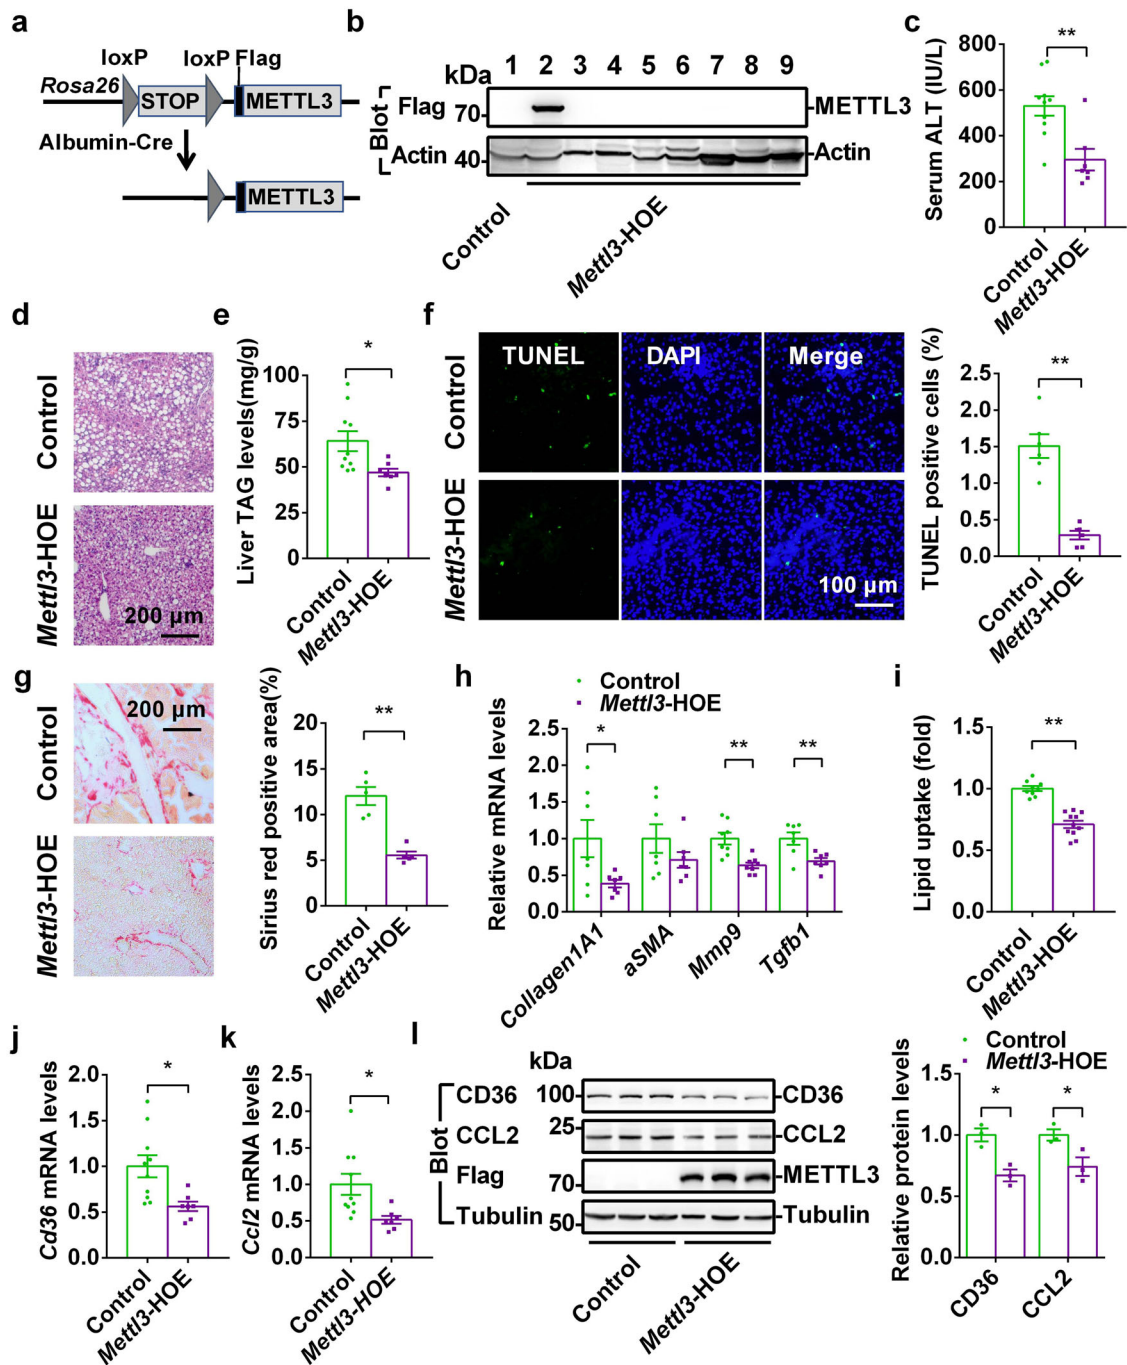 a
loxP
loxP Flag
Rosa26
STOP
METTL3
Albumin-Cre
METTL3
b
kDa 1 2 3 4 5 6 7 8 9
Blot
Flag 70 METTL3
Actin 40 Actin
Control
Mettl3-HOE
c
Serum ALT (IU/L)
800
600
400
200
0
**
Control
Mettl3-HOE
d
Control
Mettl3-HOE
200 μm
e
Liver TAG levels(mg/g)
100
75
50
25
0
*
Control
Mettl3-HOE
f
Control
Mettl3-HOE
TUNEL DAPI Merge
100 μm
TUNEL positive cells (%)
2.5
2.0
1.5
1.0
0.5
0.0
**
Control
Mettl3-HOE
g
Control
Mettl3-HOE
200 μm
Sirius red positive area(%)
20
15
10
5
0
**
Control
Mettl3-HOE
h
Control
Mettl3-HOE
Relative mRNA levels
2.5
2.0
1.5
1.0
0.5
0.0
*
**
**
Collagen1A1
aSMA
Mmp9
Tgfb1
i
Lipid uptake (fold)
1.5
1.0
0.5
0.0
**
Control
Mettl3-HOE
j
Cd36 mRNA levels
2.0
1.5
1.0
0.5
0.0
*
Control
Mettl3-HOE
k
Ccl2 mRNA levels
2.5
2.0
1.5
1.0
0.5
0.0
*
Control
Mettl3-HOE
l
kDa
Blot
CD36 100 CD36
CCL2 25 CCL2
Flag 70 METTL3
Tubulin 50 Tubulin
Control
Mettl3-HOE
Control
Mettl3-HOE
Relative protein levels
1.5
1.0
0.5
0.0
*
*
CD36
CCL2